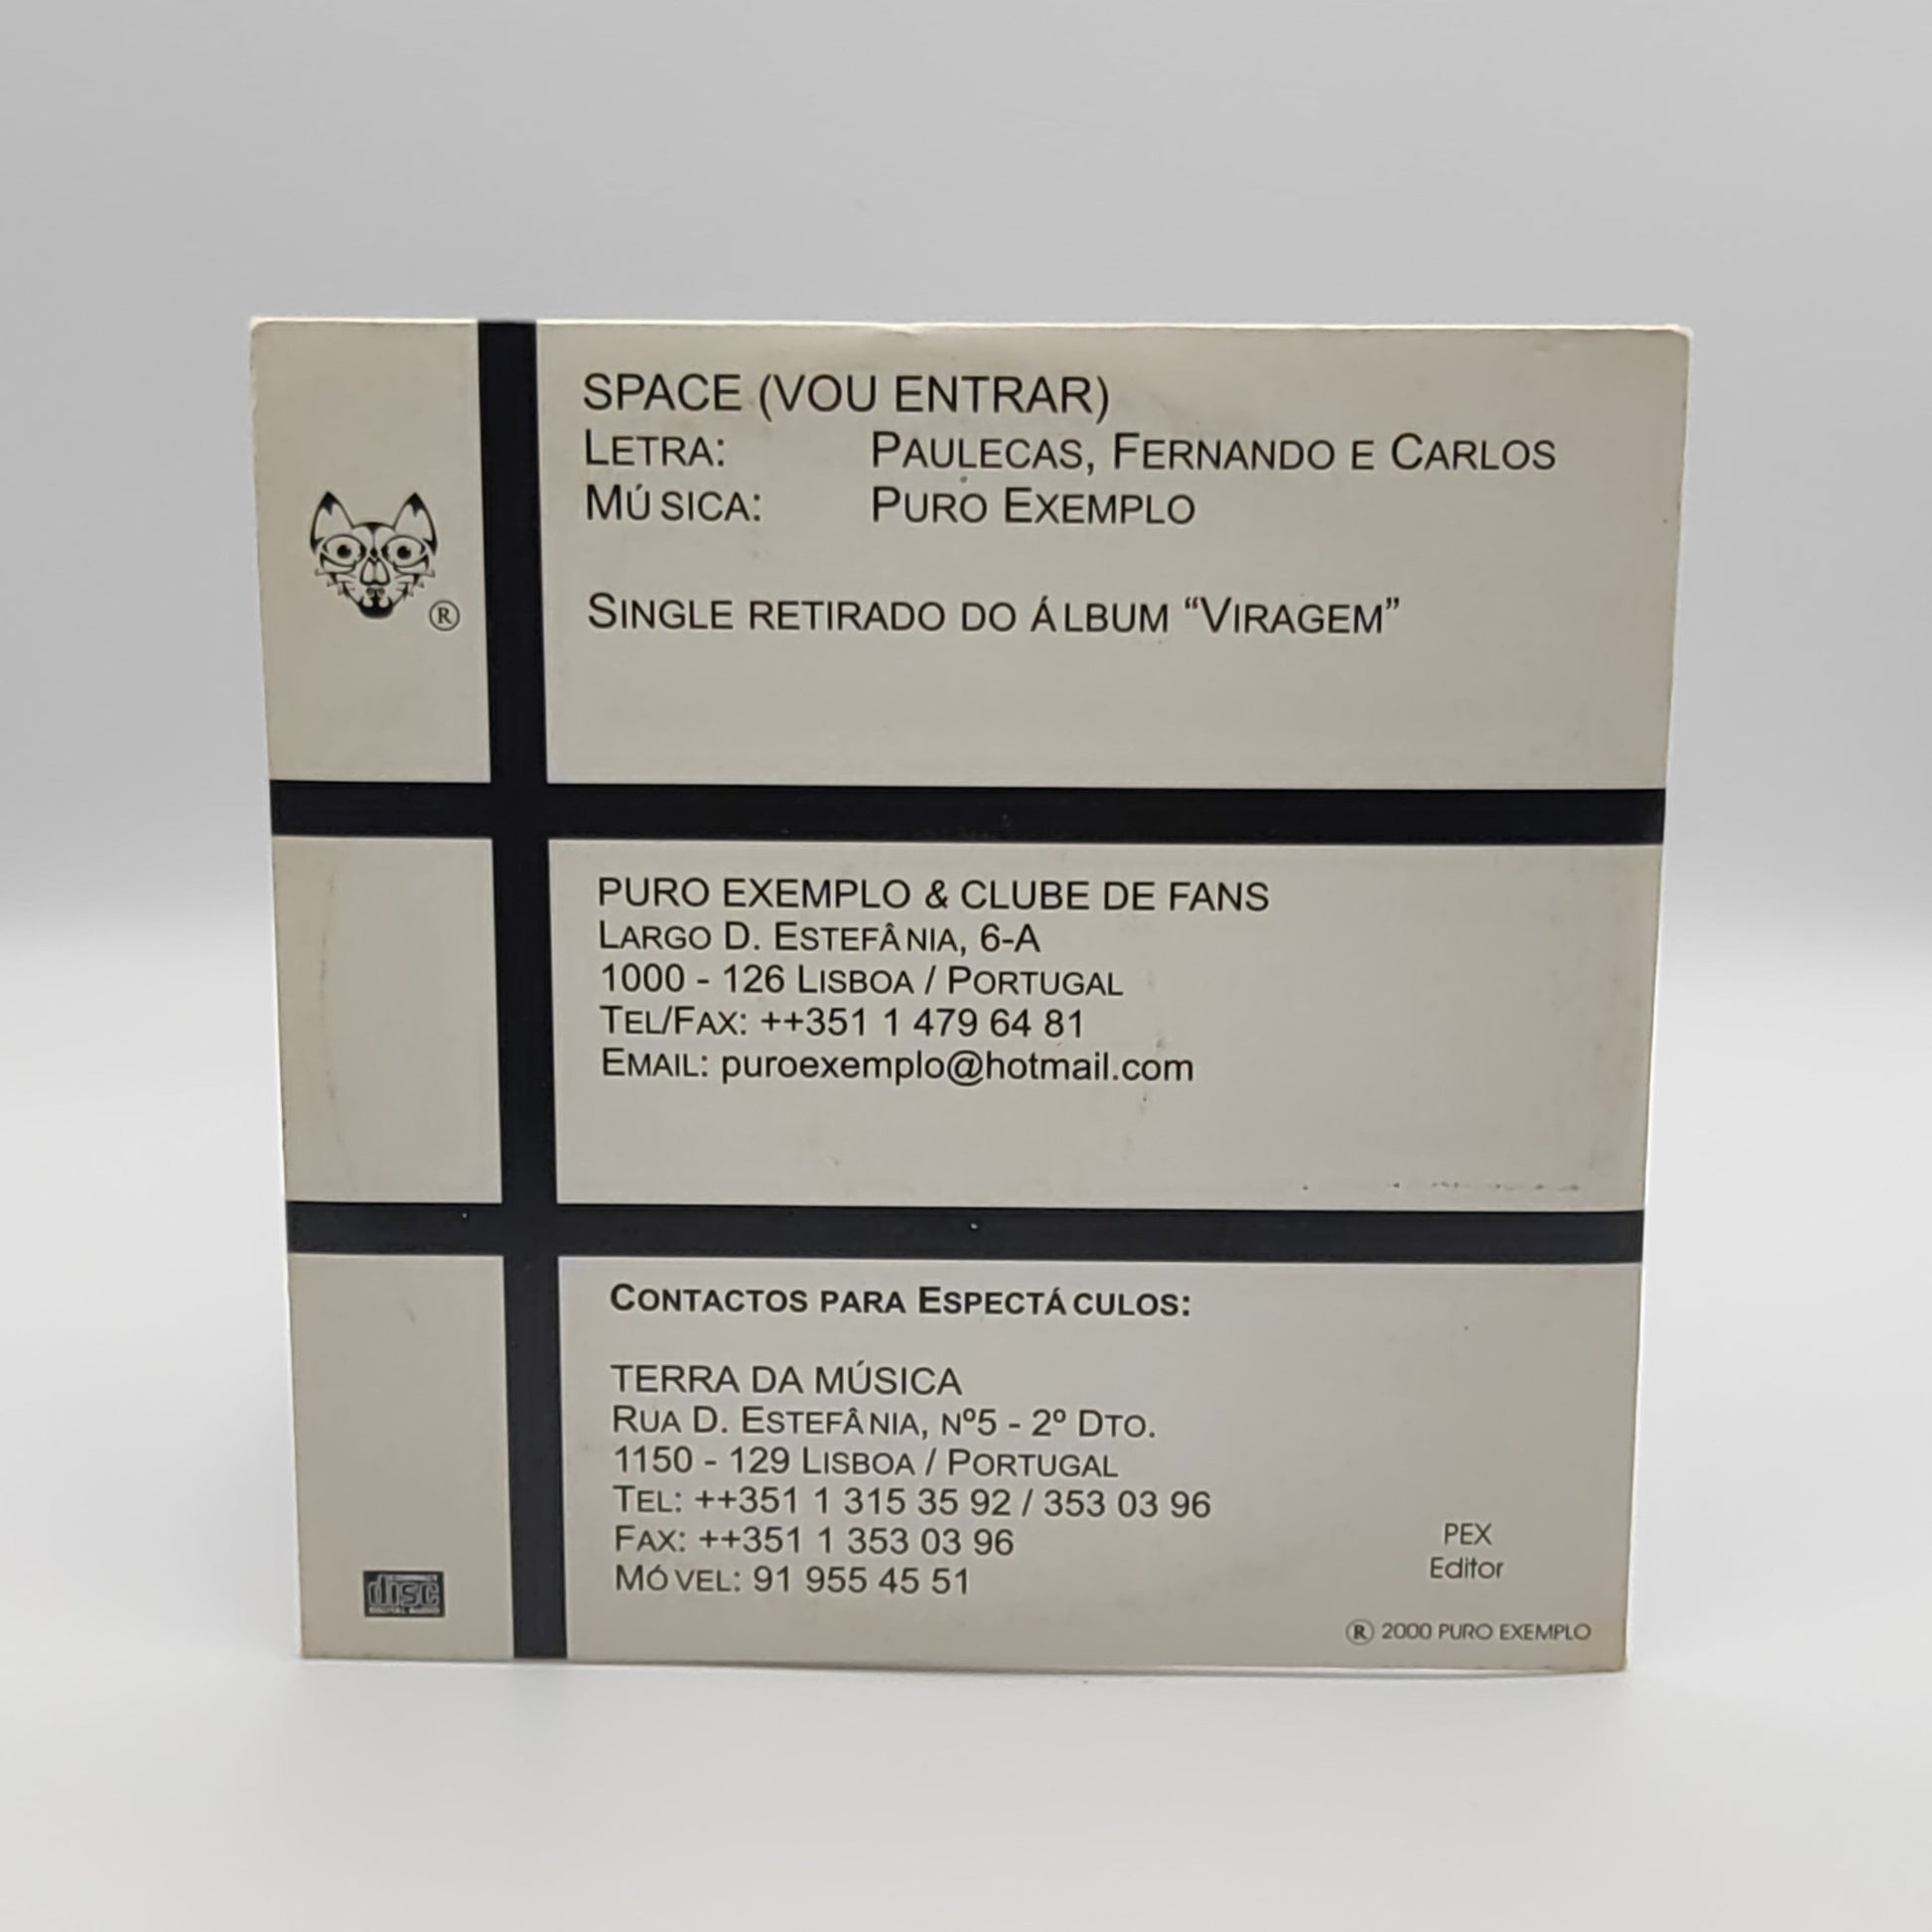 SPACE (VOU ENTRAR)
LETRA: PAULECAS, FERNANDO E CARLOS
MÚSICA: PURO EXEMPLO
®
SINGLE RETIRADO DO ÁLBUM “VIRAGEM”
PURO EXEMPLO & CLUBE DE FANS
LARGO D. ESTEFÂNIA, 6-A
1000 - 126 LISBOA / PORTUGAL
TEL/FAX: ++351 1 479 64 81
EMAIL: puroexemplo@hotmail.com
CONTACTOS PARA ESPECTÁCULOS:
TERRA DA MÚSICA
RUA D. ESTEFÂNIA, Nº5 - 2º DTO.
1150 - 129 LISBOA / PORTUGAL
TEL: ++351 1 315 35 92 / 353 03 96
FAX: ++351 1 353 03 96
MÓVEL: 91 955 45 51
PEX
Editor
disc
DIGITAL AUDIO
® 2000 PURO EXEMPLO